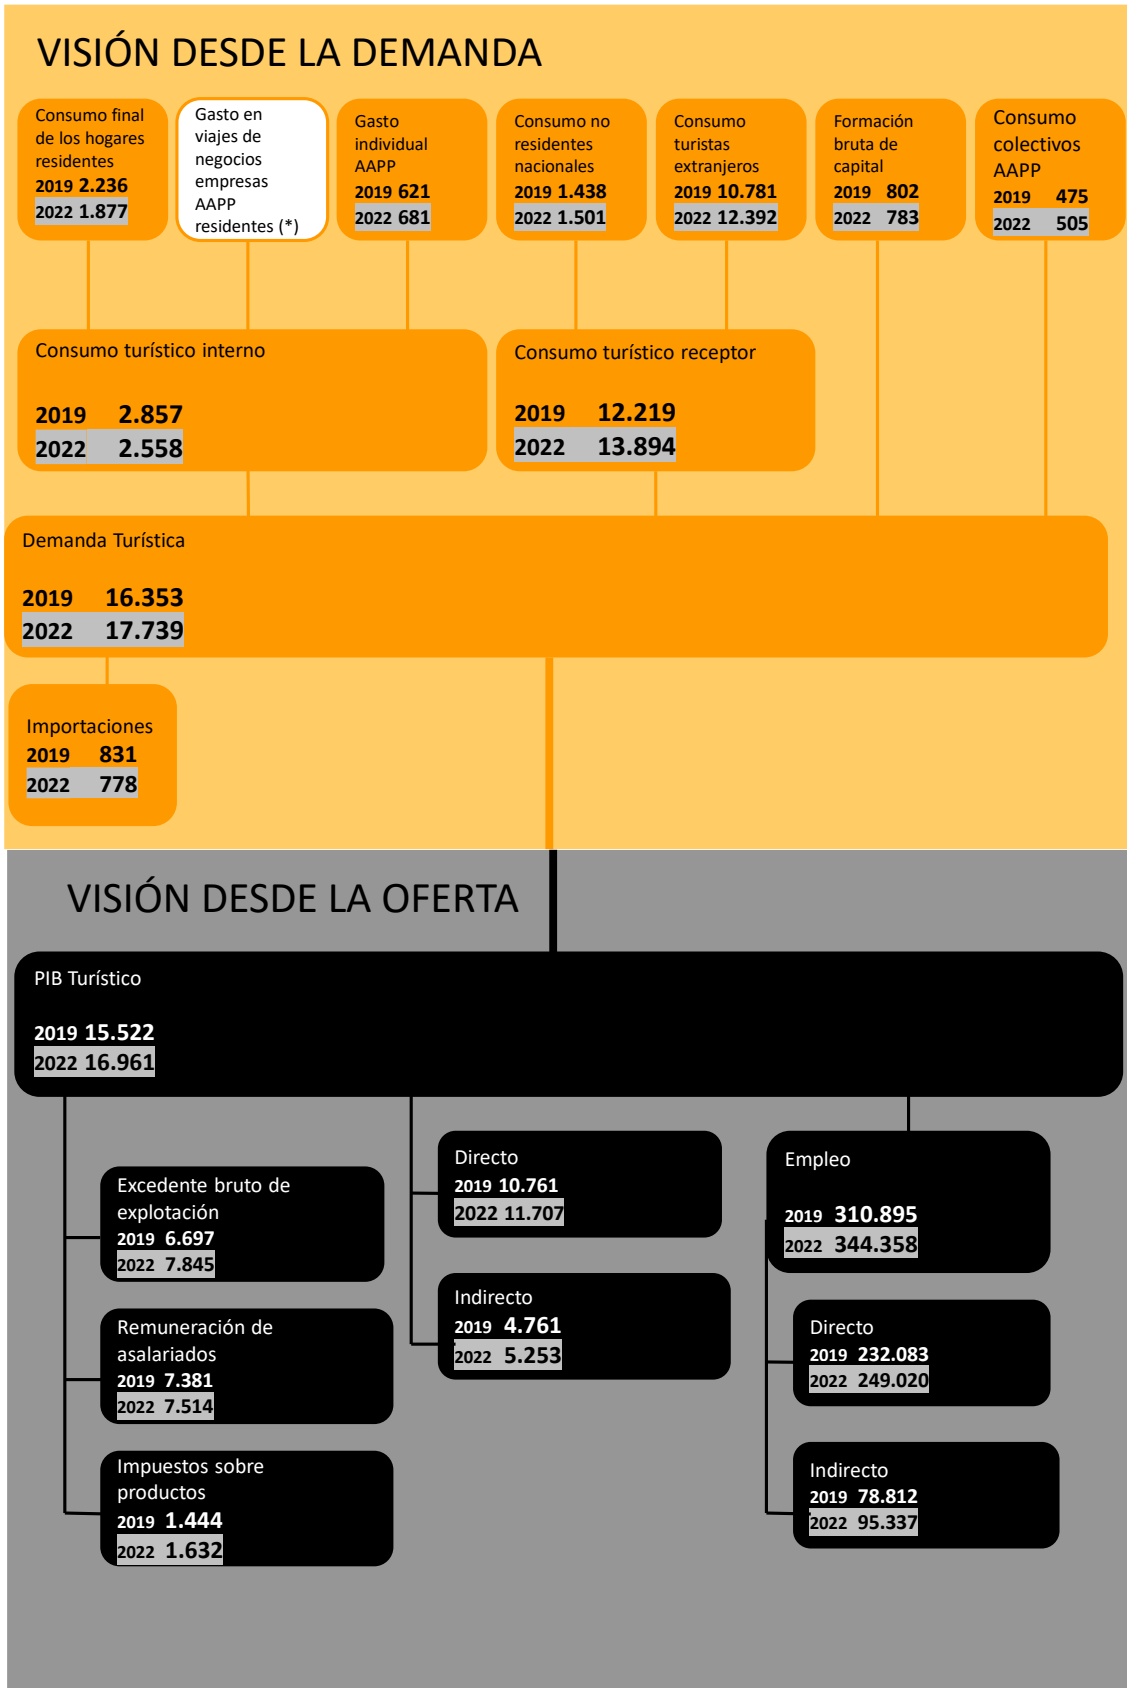 VISIÓN DESDE LA DEMANDA
Consumo final
de los hogares
residentes
2019 2.236
2022 1.877
Gasto en
viajes de
negocios
empresas
AAPP
residentes (*)
Gasto
individual
AAPP
2019 621
2022 681
Consumo no
residentes
nacionales
2019 1.438
2022 1.501
Consumo
turistas
extranjeros
2019 10.781
2022 12.392
Formación
bruta de
capital
2019 802
2022 783
Consumo
colectivos
AAPP
2019 475
2022 505
Consumo turístico interno
2019 2.857
2022 2.558
Consumo turístico receptor
2019 12.219
2022 13.894
Demanda Turística
2019 16.353
2022 17.739
Importaciones
2019 831
2022 778
VISIÓN DESDE LA OFERTA
PIB Turístico
2019 15.522
2022 16.961
Excedente bruto de
explotación
2019 6.697
2022 7.845
Remuneración de
asalariados
2019 7.381
2022 7.514
Impuestos sobre
productos
2019 1.444
2022 1.632
Directo
2019 10.761
2022 11.707
Indirecto
2019 4.761
2022 5.253
Empleo
2019 310.895
2022 344.358
Directo
2019 232.083
2022 249.020
Indirecto
2019 78.812
2022 95.337